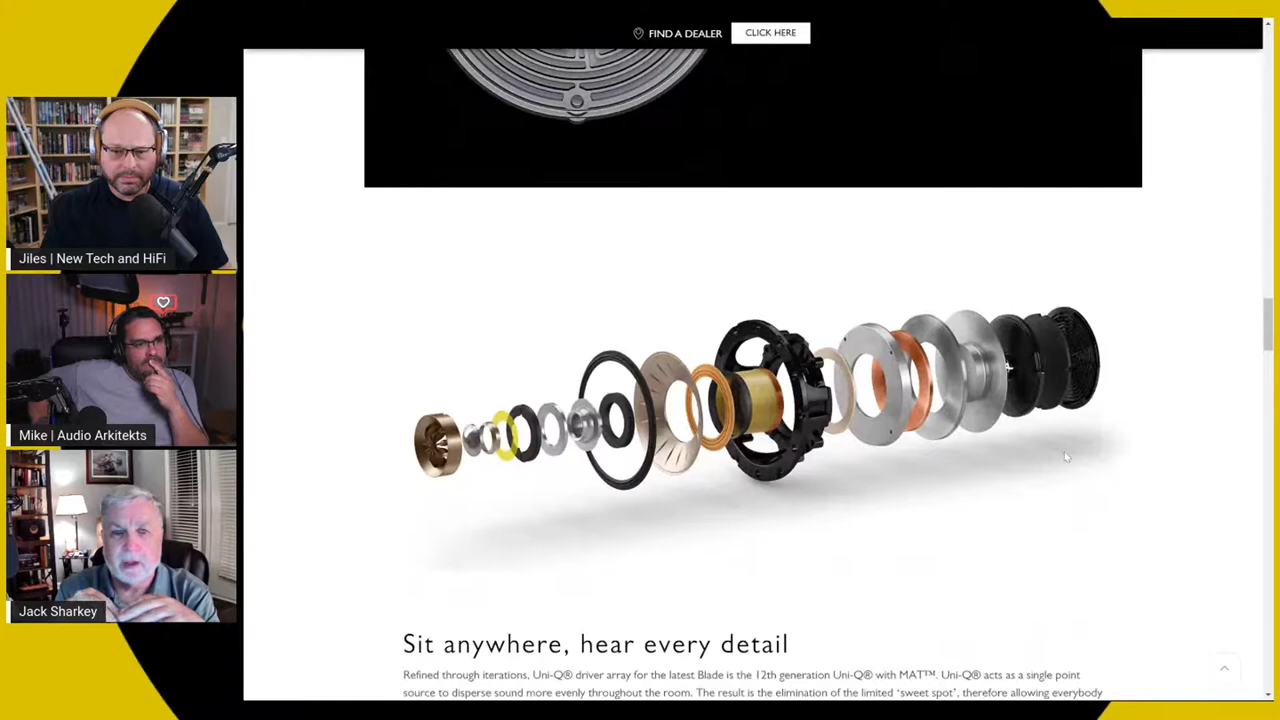 FIND A DEALER
CLICK HERE
Jiles | New Tech and HiFi
Mike | Audio Arkitekts
Jack Sharkey
Sit anywhere, hear every detail
Refined through iterations, Uni-Q® driver array for the latest Blade is the 12th generation Uni-Q® with MAT™. Uni-Q® acts as a single point
source to disperse sound more evenly throughout the room. The result is the elimination of the limited 'sweet spot', therefore allowing everybody